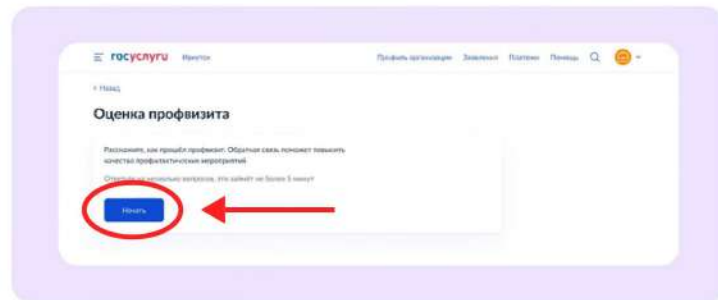 госуслуги Иркутск Профиль организации Заявления Платежи Помощь
< Назад
Оценка профвизита
Расскажите, как прошёл профвизит. Обратная связь поможет повысить
качество профилактических мероприятий
Ответьте на несколько вопросов, это займёт не более 5 минут
Начать